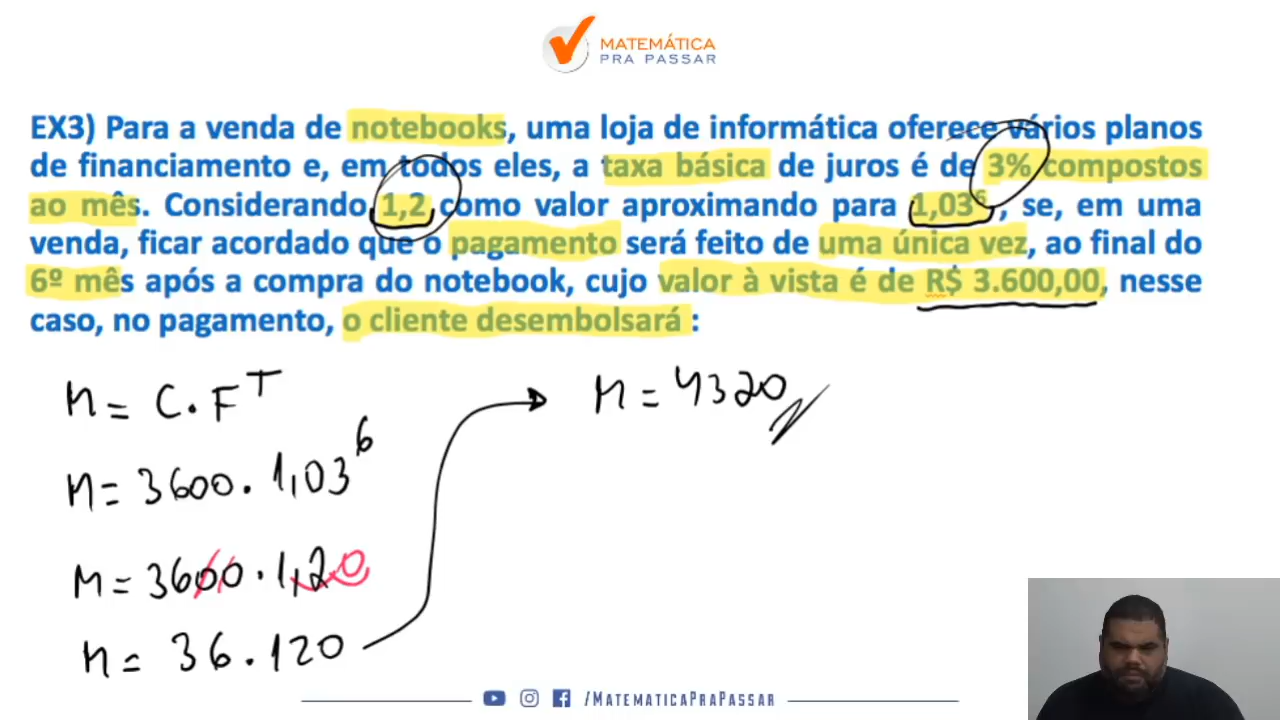 MATEMÁTICA
PRA PASSAR
EX3) Para a venda de notebooks, uma loja de informática oferece vários planos
de financiamento e, em todos eles, a taxa básica de juros é de 3% compostos
ao mês. Considerando 1,2 como valor aproximando para 1,03⁶, se, em uma
venda, ficar acordado que o pagamento será feito de uma única vez, ao final do
6º mês após a compra do notebook, cujo valor à vista é de R$ 3.600,00, nesse
caso, no pagamento, o cliente desembolsará :
M = C.F^T
M = 4320
M = 3600.1,03⁶
M = 3600.1,20
M = 36.120
/MATEMATICAPRAPASSAR